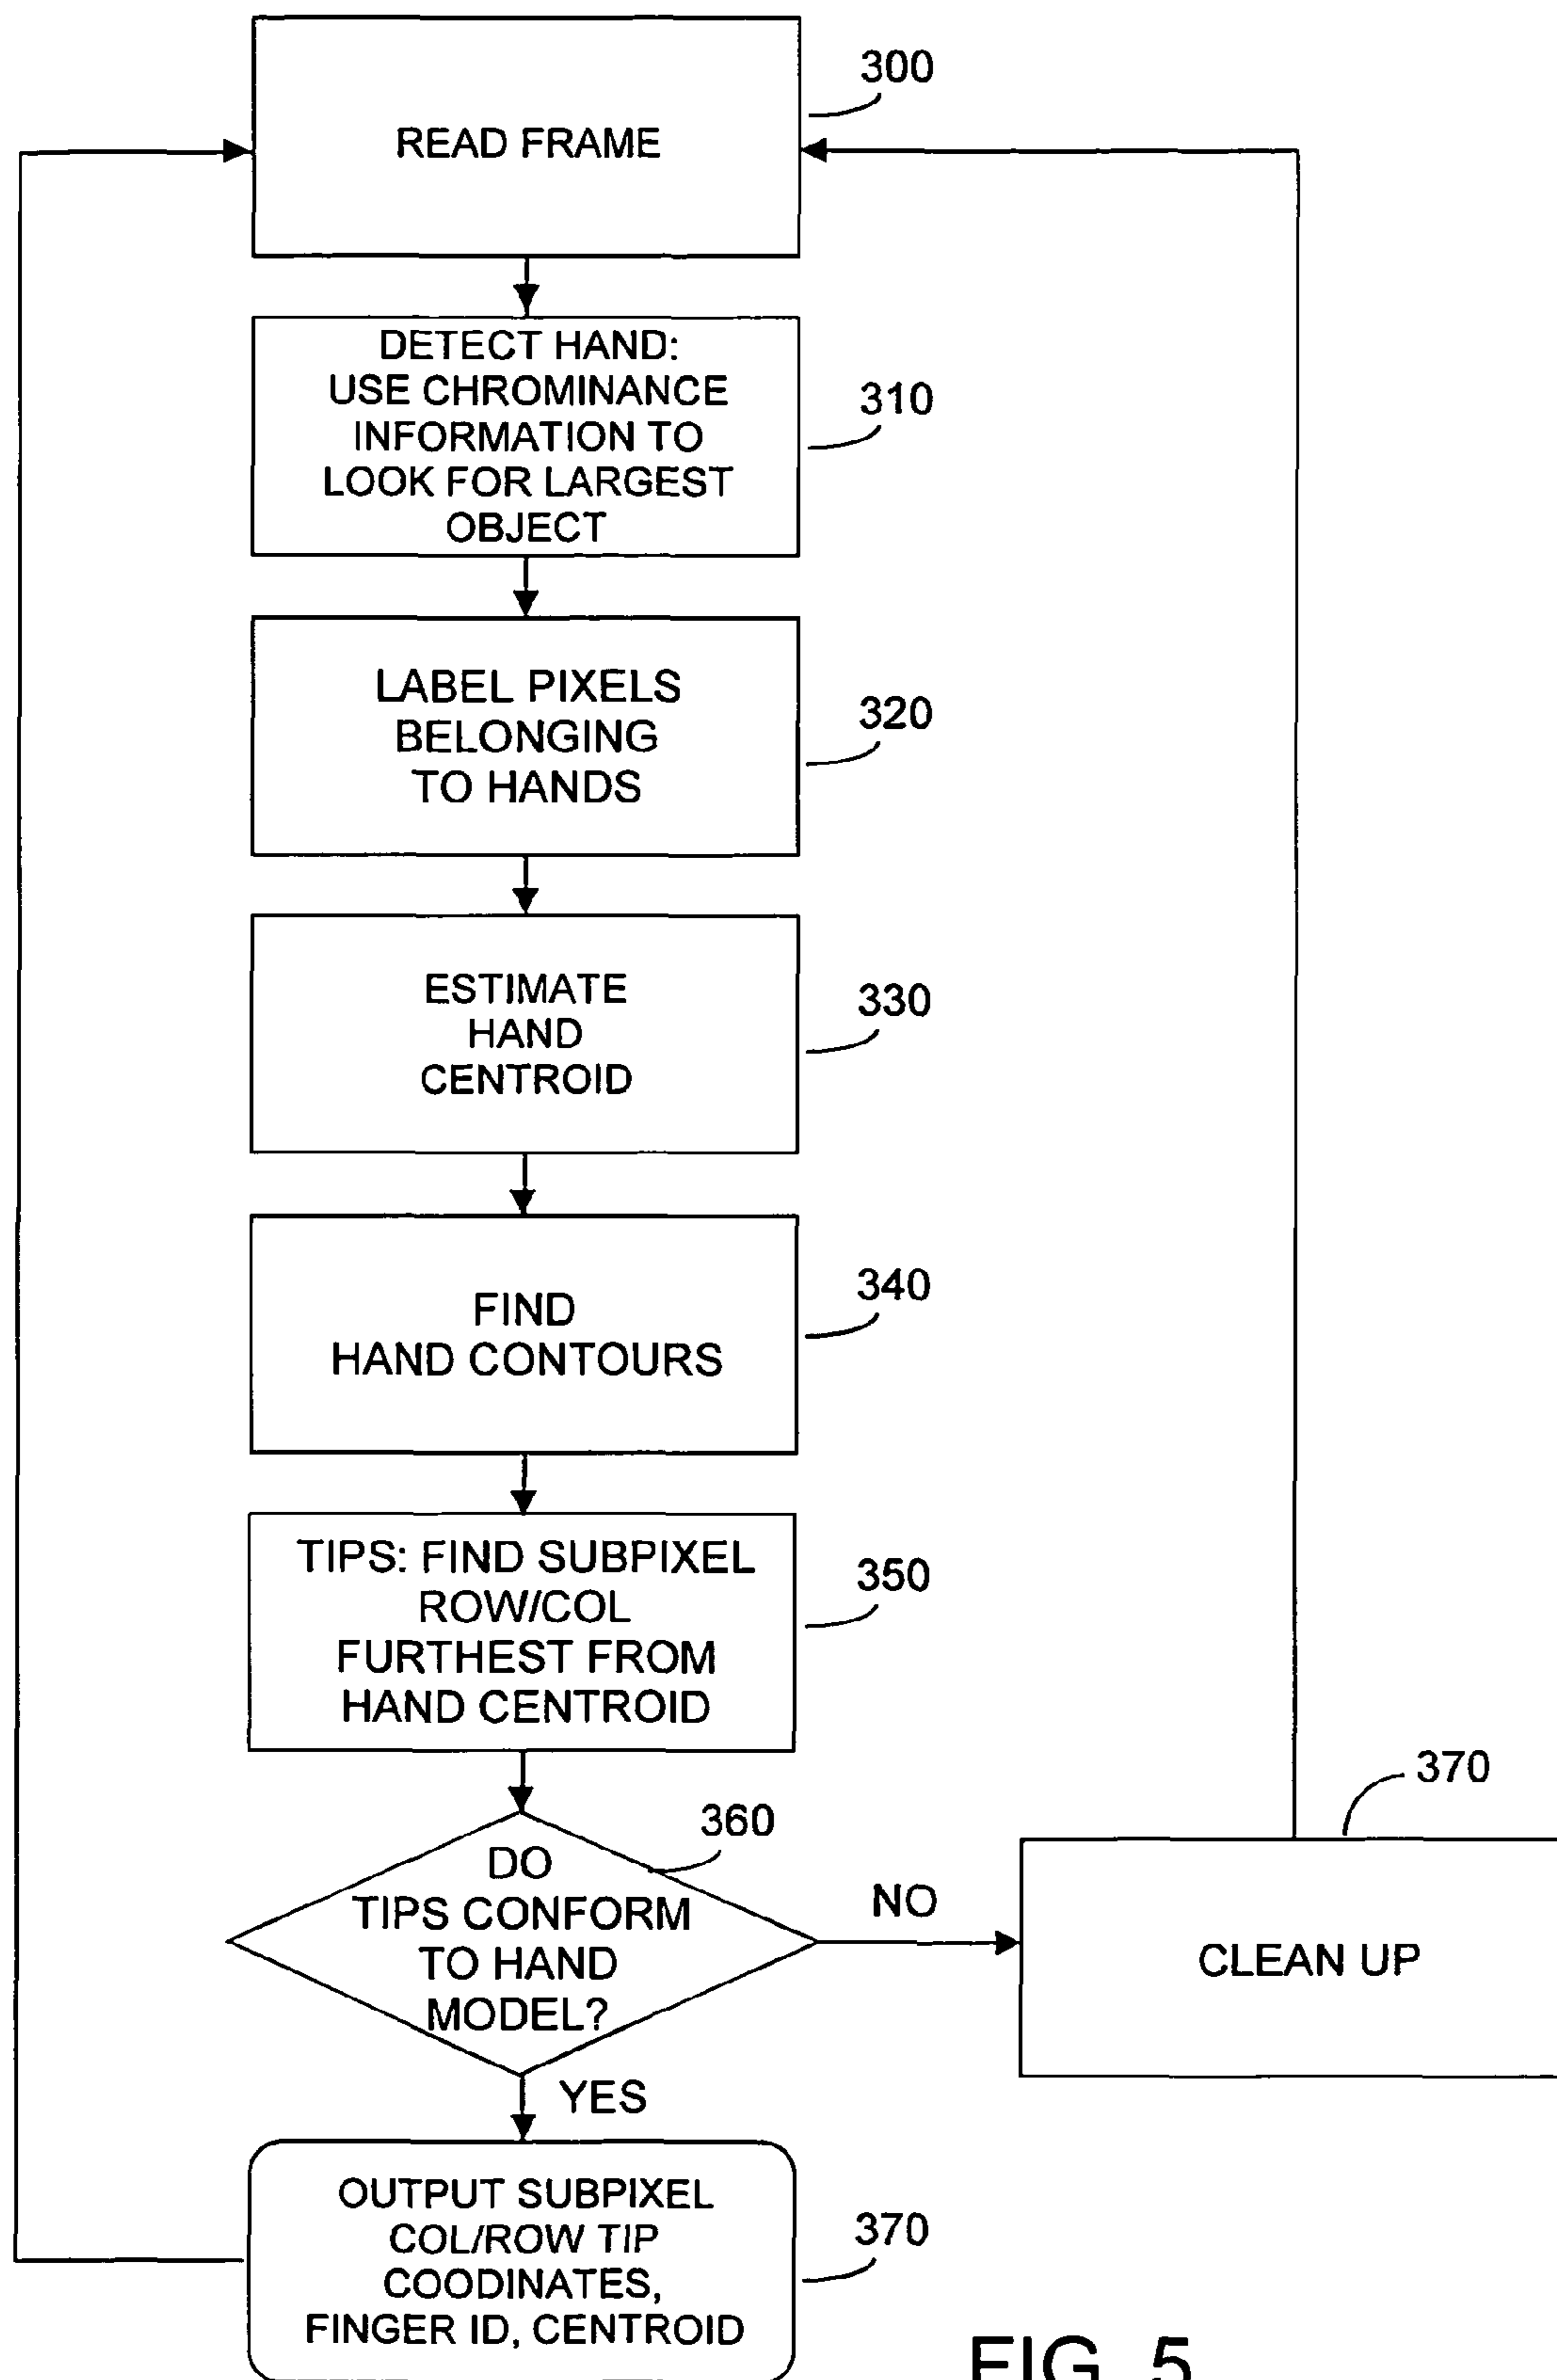 300
READ FRAME
DETECT HAND:
USE CHROMINANCE
INFORMATION TO
LOOK FOR LARGEST
OBJECT
310
LABEL PIXELS
BELONGING
TO HANDS
320
ESTIMATE
HAND
CENTROID
330
FIND
HAND CONTOURS
340
TIPS: FIND SUBPIXEL
ROW/COL
FURTHEST FROM
HAND CENTROID
350
360
DO
TIPS CONFORM
TO HAND
MODEL?
NO
370
CLEAN UP
YES
OUTPUT SUBPIXEL
COL/ROW TIP
COODINATES,
FINGER ID, CENTROID
370
FIG. 5